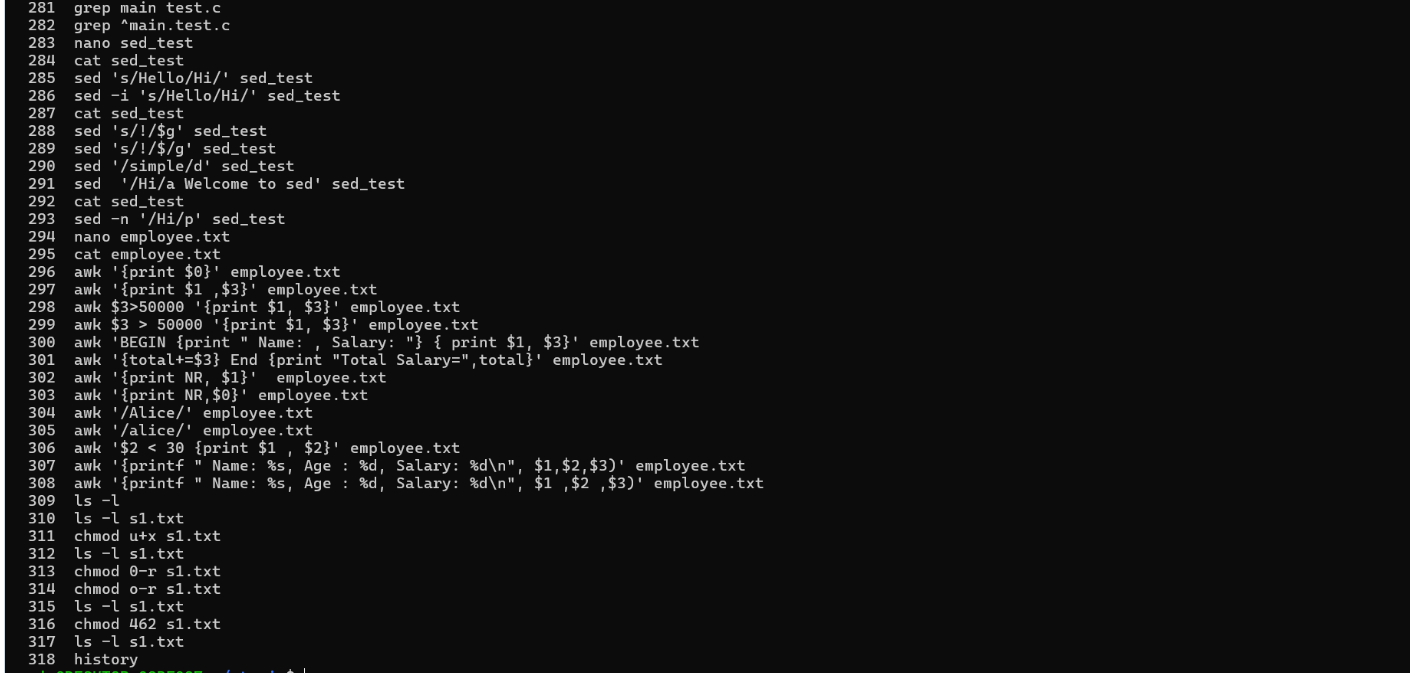 281  grep main test.c
282  grep ^main.test.c
283  nano sed_test
284  cat sed_test
285  sed 's/Hello/Hi/' sed_test
286  sed -i 's/Hello/Hi/' sed_test
287  cat sed_test
288  sed 's/!/$g' sed_test
289  sed 's/!/$/g' sed_test
290  sed '/simple/d' sed_test
291  sed  '/Hi/a Welcome to sed' sed_test
292  cat sed_test
293  sed -n '/Hi/p' sed_test
294  nano employee.txt
295  cat employee.txt
296  awk '{print $0}' employee.txt
297  awk '{print $1 ,$3}' employee.txt
298  awk $3>50000 '{print $1, $3}' employee.txt
299  awk $3 > 50000 '{print $1, $3}' employee.txt
300  awk 'BEGIN {print " Name: , Salary: "} { print $1, $3}' employee.txt
301  awk '{total+=$3} End {print "Total Salary=",total}' employee.txt
302  awk '{print NR, $1}'  employee.txt
303  awk '{print NR,$0}' employee.txt
304  awk '/Alice/' employee.txt
305  awk '/alice/' employee.txt
306  awk '$2 < 30 {print $1 , $2}' employee.txt
307  awk '{printf " Name: %s, Age : %d, Salary: %d\n", $1,$2,$3)' employee.txt
308  awk '{printf " Name: %s, Age : %d, Salary: %d\n", $1 ,$2 ,$3)' employee.txt
309  ls -l
310  ls -l s1.txt
311  chmod u+x s1.txt
312  ls -l s1.txt
313  chmod 0-r s1.txt
314  chmod o-r s1.txt
315  ls -l s1.txt
316  chmod 462 s1.txt
317  ls -l s1.txt
318  history